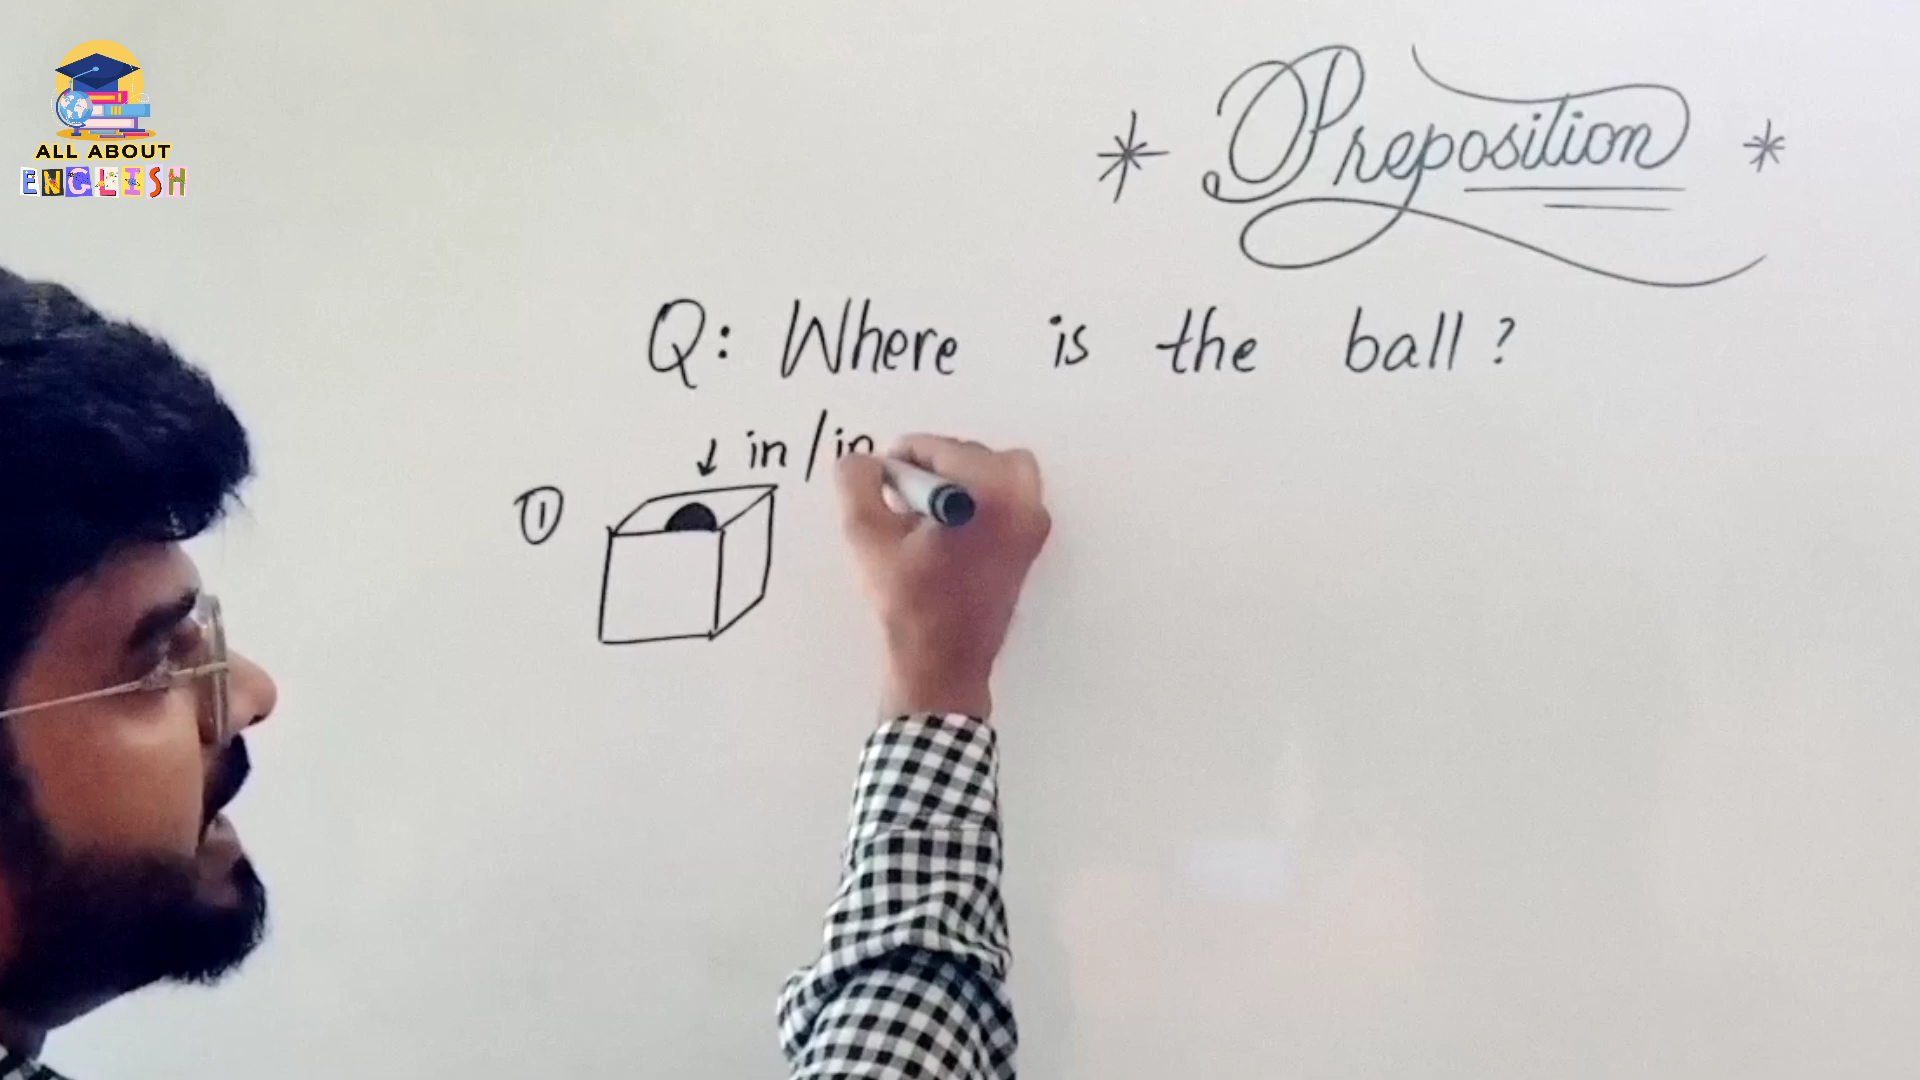 ALL ABOUT
ENGLISH
* Preposition *
Q: Where is the ball?
↓ in / in
①